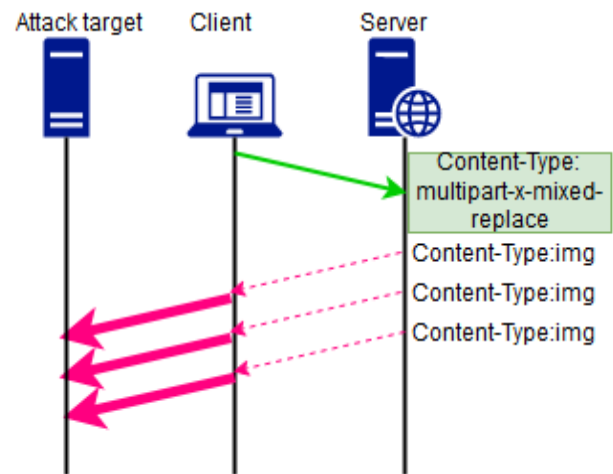 Attack target
Client
Server
Content-Type:
multipart-x-mixed-
replace
Content-Type:img
Content-Type:img
Content-Type:img